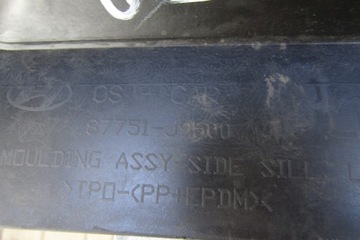 87751-J9500
MOULDING ASSY-SIDE SILL, L
>TPO-(PP+EPDM)<